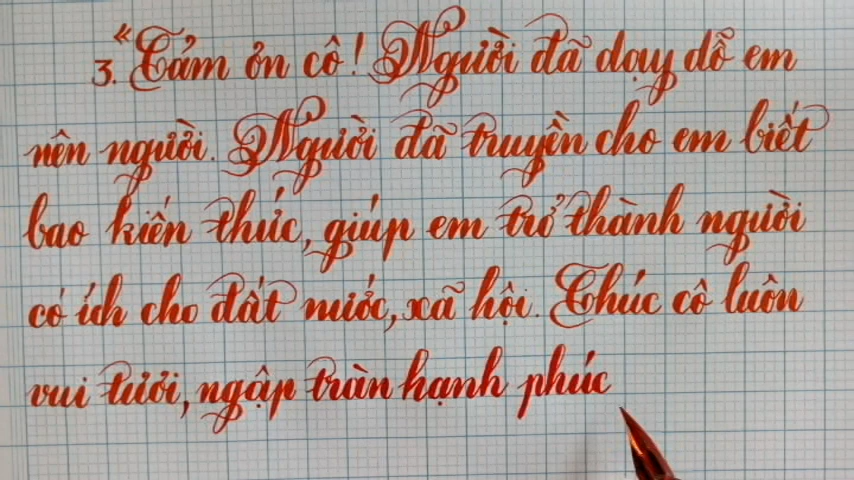 3. "Cảm ơn cô! Người đã dạy dỗ em
nên người. Người đã truyền cho em biết
bao kiến thức, giúp em trở thành người
có ích cho đất nước, xã hội. Chúc cô luôn
vui tươi, ngập tràn hạnh phúc